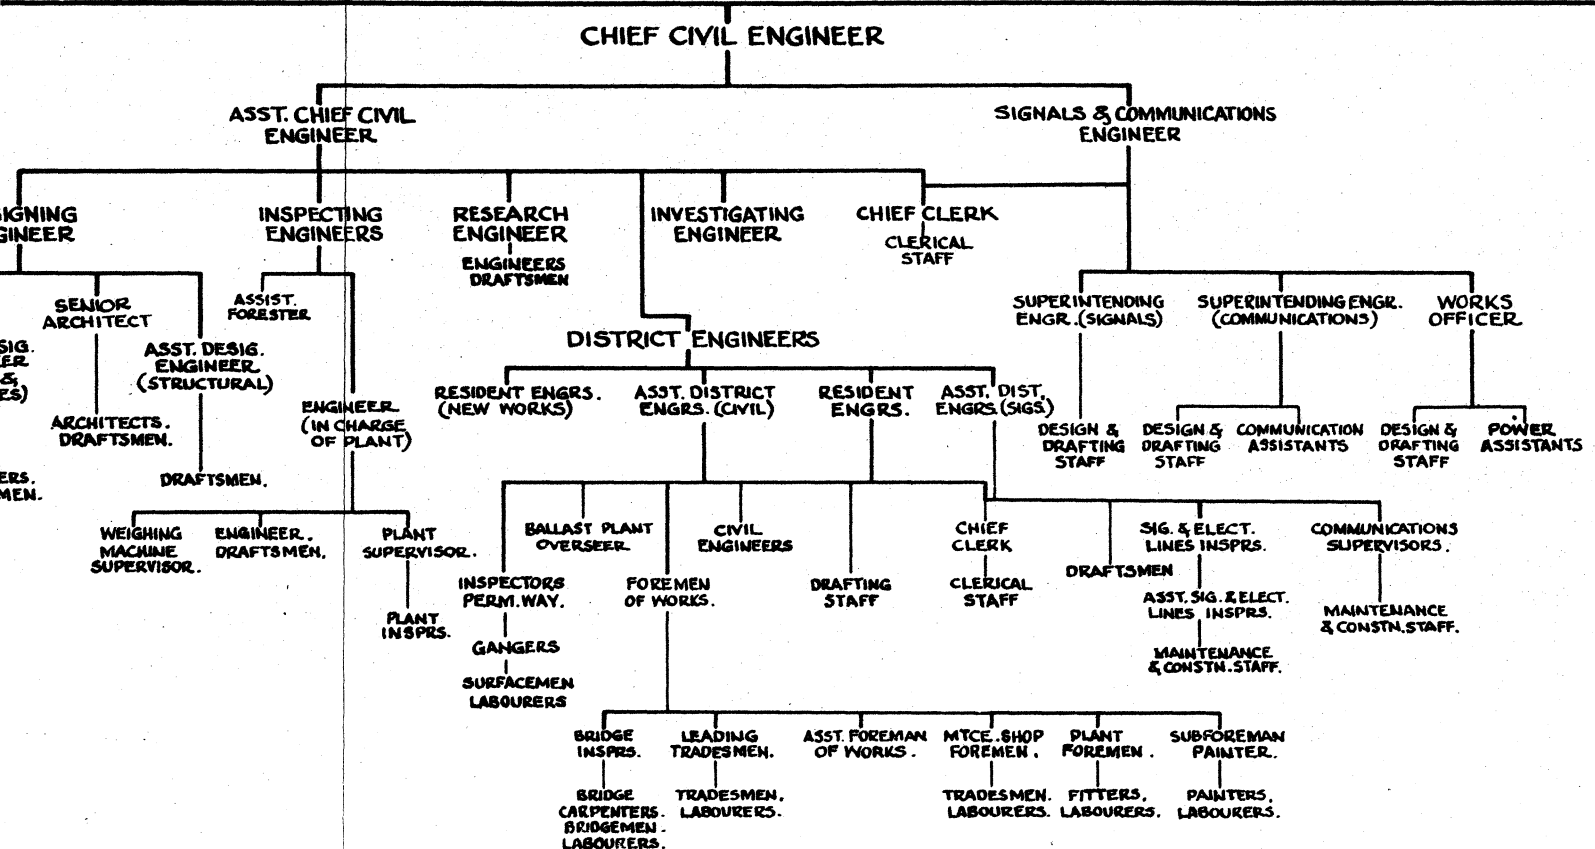 CHIEF CIVIL ENGINEER
ASST. CHIEF CIVIL
ENGINEER
SIGNALS & COMMUNICATIONS
ENGINEER
IGNING
GINEER
INSPECTING
ENGINEERS
RESEARCH
ENGINEER
ENGINEERS
DRAFTSMEN
INVESTIGATING
ENGINEER
CHIEF CLERK
CLERICAL
STAFF
SENIOR
ARCHITECT
ARCHITECTS.
DRAFTSMEN.
SIG.
ER
&
ES)
ERS.
MEN.
ASST. DESIG.
ENGINEER
(STRUCTURAL)
DRAFTSMEN.
ASSIST.
FORESTER
ENGINEER
(IN CHARGE
OF PLANT)
WEIGHING
MACHINE
SUPERVISOR.
ENGINEER.
DRAFTSMEN.
PLANT
SUPERVISOR.
PLANT
INSPRS.
DISTRICT ENGINEERS
RESIDENT ENGRS.
(NEW WORKS)
ASST. DISTRICT
ENGRS. (CIVIL)
RESIDENT
ENGRS.
ASST. DIST.
ENGRS (SIGS)
SUPERINTENDING
ENGR. (SIGNALS)
SUPERINTENDING ENGR.
(COMMUNICATIONS)
WORKS
OFFICER
DESIGN &
DRAFTING
STAFF
DESIGN &
DRAFTING
STAFF
COMMUNICATION
ASSISTANTS
DESIGN &
DRAFTING
STAFF
POWER
ASSISTANTS
INSPECTORS
PERM. WAY.
GANGERS
SURFACEMEN
LABOURERS
BALLAST PLANT
OVERSEER
FOREMEN
OF WORKS.
CIVIL
ENGINEERS
DRAFTING
STAFF
CHIEF
CLERK
CLERICAL
STAFF
DRAFTSMEN
SIG. & ELECT.
LINES INSPRS.
ASST. SIG. & ELECT.
LINES INSPRS.
MAINTENANCE
& CONSTN. STAFF.
COMMUNICATIONS
SUPERVISORS.
MAINTENANCE
& CONSTN. STAFF.
BRIDGE
INSPRS.
BRIDGE
CARPENTERS.
BRIDGEMEN.
LABOURERS.
LEADING
TRADESMEN.
TRADESMEN.
LABOURERS.
ASST. FOREMAN
OF WORKS.
MTCE. SHOP
FOREMEN.
TRADESMEN.
LABOURERS.
PLANT
FOREMEN.
FITTERS.
LABOURERS.
SUBFOREMAN
PAINTER.
PAINTERS.
LABOURERS.